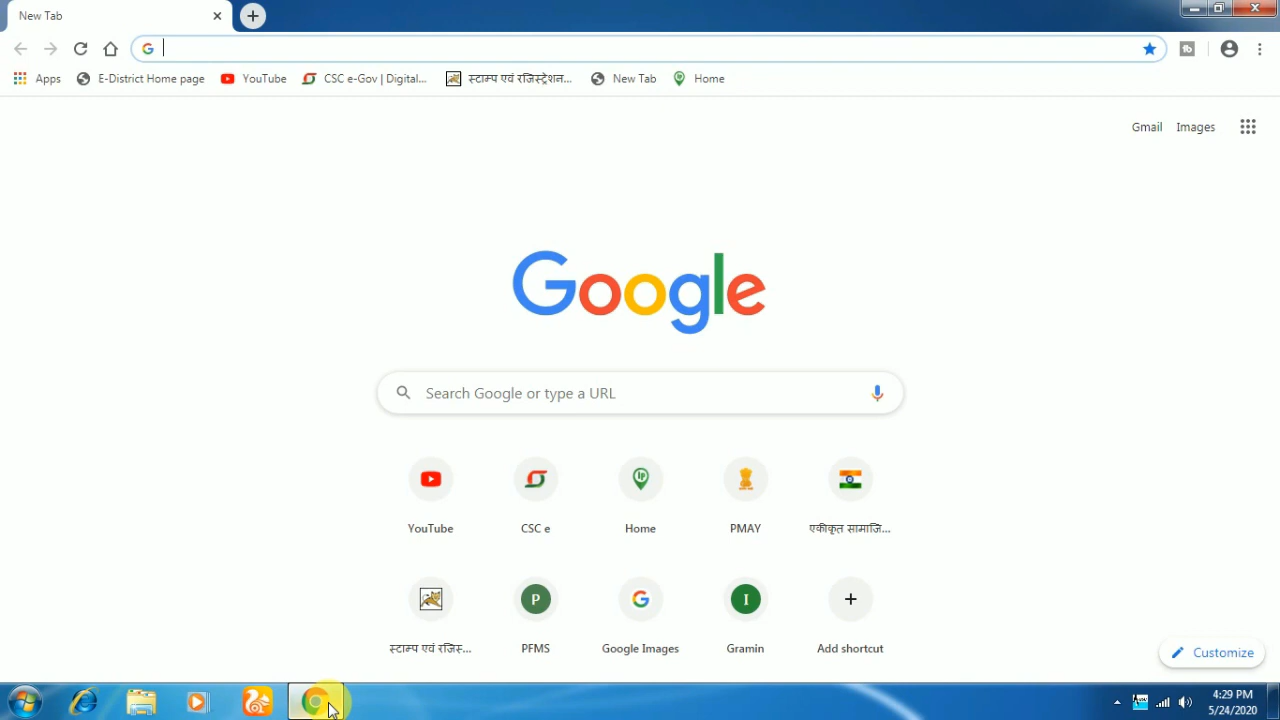 New Tab
Apps E-District Home page YouTube CSC e-Gov | Digital... स्टाम्प एवं रजिस्ट्रेशन... New Tab Home
Gmail Images
Google
Search Google or type a URL
YouTube CSC e Home PMAY एकीकृत सामाजि...
P I
स्टाम्प एवं रजिस्... PFMS Google Images Gramin Add shortcut
Customize
4:29 PM
5/24/2020